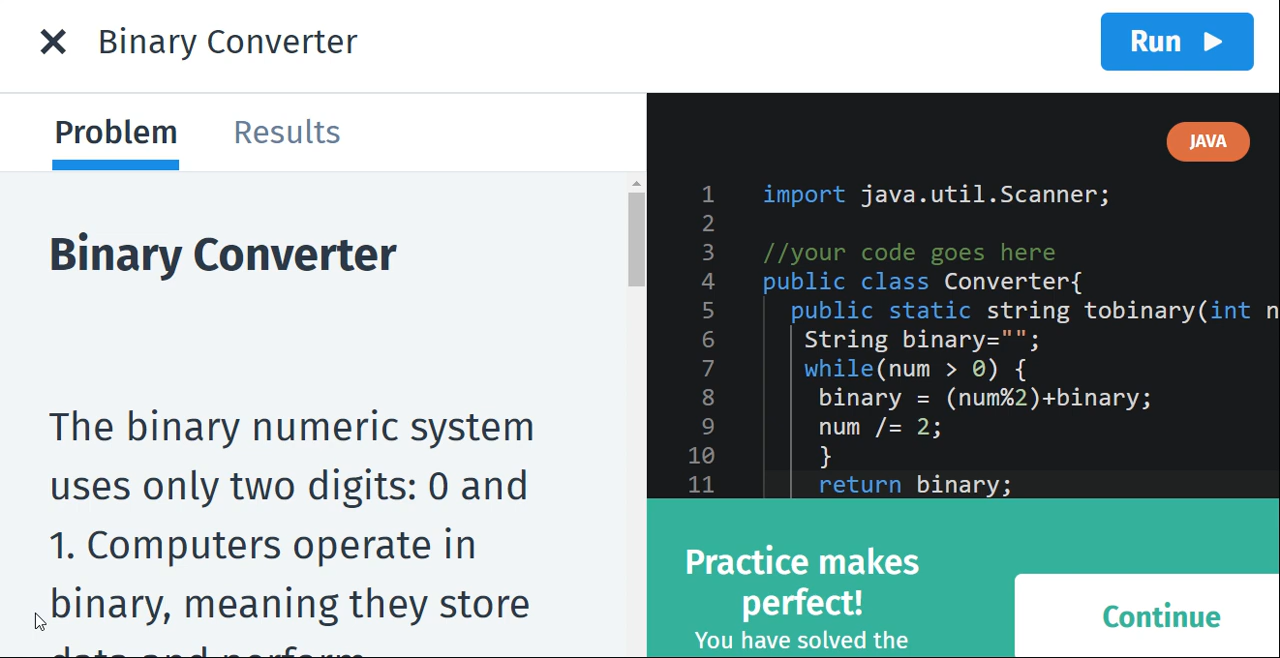 Binary Converter
Run
Problem Results
Binary Converter
The binary numeric system
uses only two digits: 0 and
1. Computers operate in
binary, meaning they store
data and perform
JAVA
1 import java.util.Scanner;
2
3 //your code goes here
4 public class Converter{
5 public static string tobinary(int n
6 String binary="";
7 while(num > 0) {
8 binary = (num%2)+binary;
9 num /= 2;
10 }
11 return binary;
Practice makes
perfect!
You have solved the
Continue